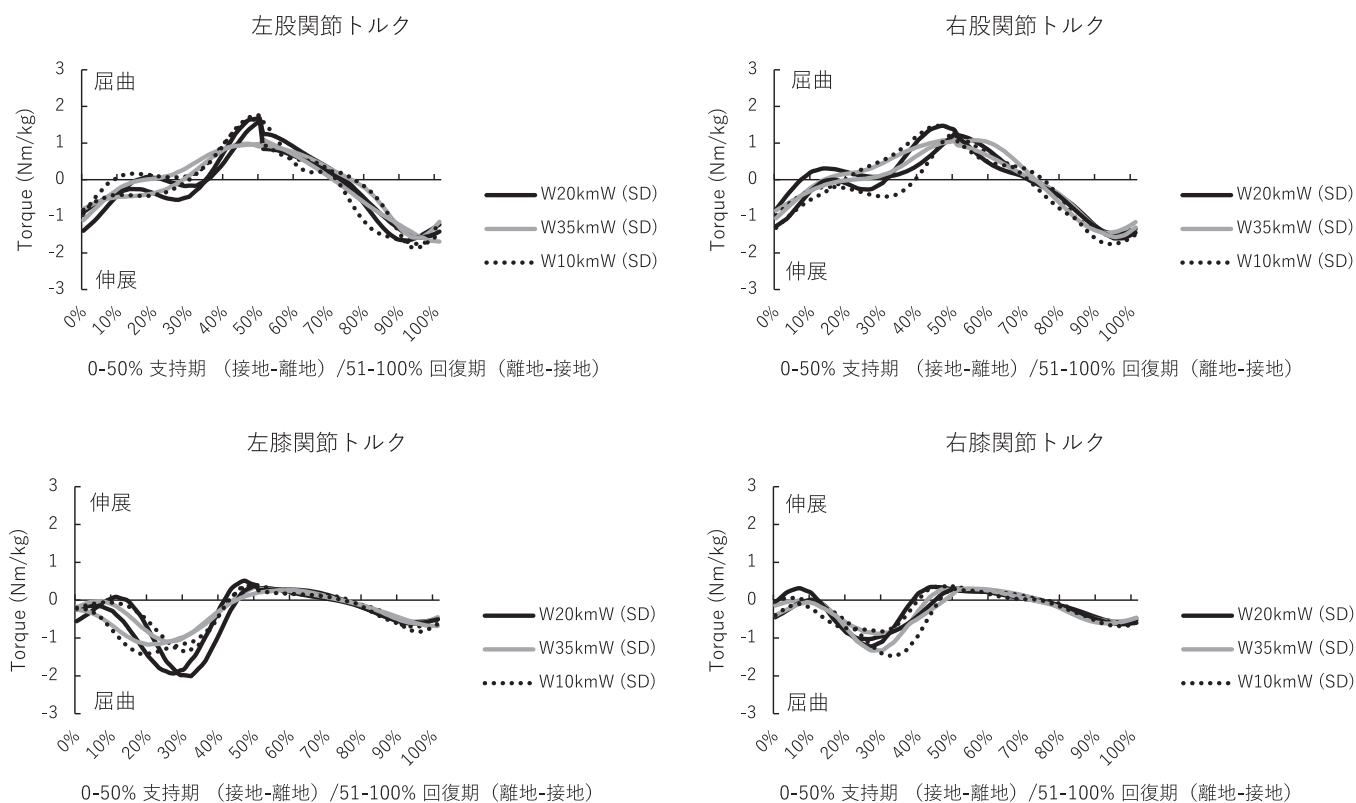 左股関節トルク
Torque (Nm/kg)
3
2
1
0
-1
-2
-3
屈曲
伸展
0%
10%
20%
30%
40%
50%
60%
70%
80%
90%
100%
W20kmW (SD)
W35kmW (SD)
W10kmW (SD)
0-50% 支持期 （接地-離地）/51-100% 回復期（離地-接地）
右股関節トルク
Torque (Nm/kg)
3
2
1
0
-1
-2
-3
屈曲
伸展
0%
10%
20%
30%
40%
50%
60%
70%
80%
90%
100%
W20kmW (SD)
W35kmW (SD)
W10kmW (SD)
0-50% 支持期 （接地-離地）/51-100% 回復期（離地-接地）
左膝関節トルク
Torque (Nm/kg)
3
2
1
0
-1
-2
-3
伸展
屈曲
0%
10%
20%
30%
40%
50%
60%
70%
80%
90%
100%
W20kmW (SD)
W35kmW (SD)
W10kmW (SD)
0-50% 支持期 （接地-離地）/51-100% 回復期（離地-接地）
右膝関節トルク
Torque (Nm/kg)
3
2
1
0
-1
-2
-3
伸展
屈曲
0%
10%
20%
30%
40%
50%
60%
70%
80%
90%
100%
W20kmW (SD)
W35kmW (SD)
W10kmW (SD)
0-50% 支持期 （接地-離地）/51-100% 回復期（離地-接地）